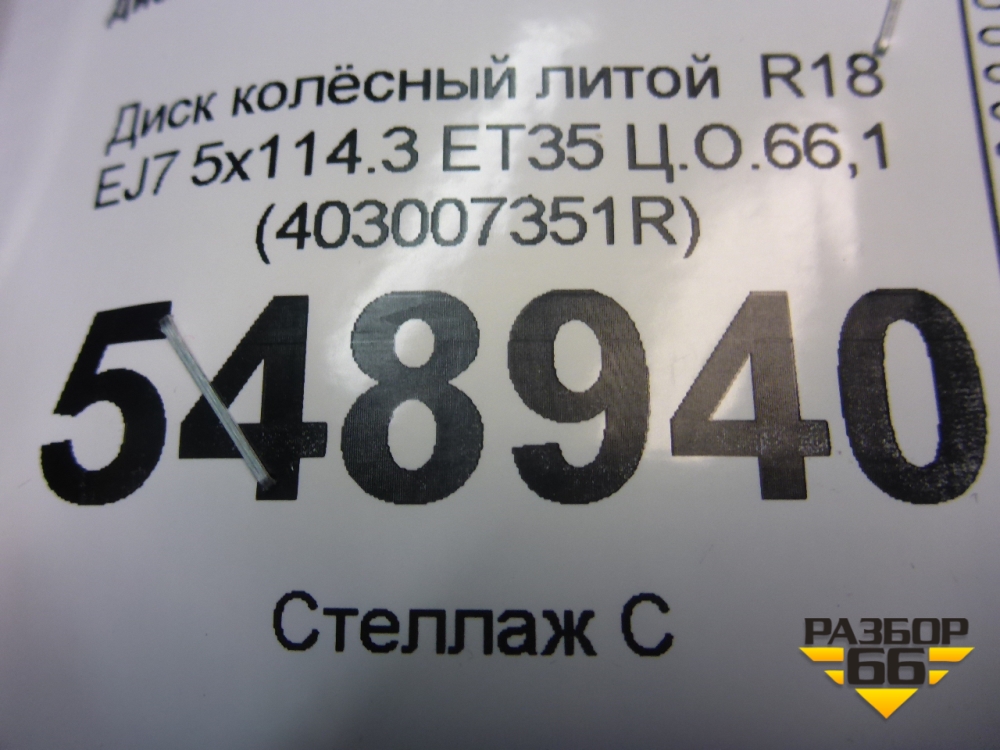 Диск колёсный литой R18
EJ7 5x114.3 ET35 Ц.О.66,1
(403007351R)
548940
Стеллаж С
РАЗБОР
66